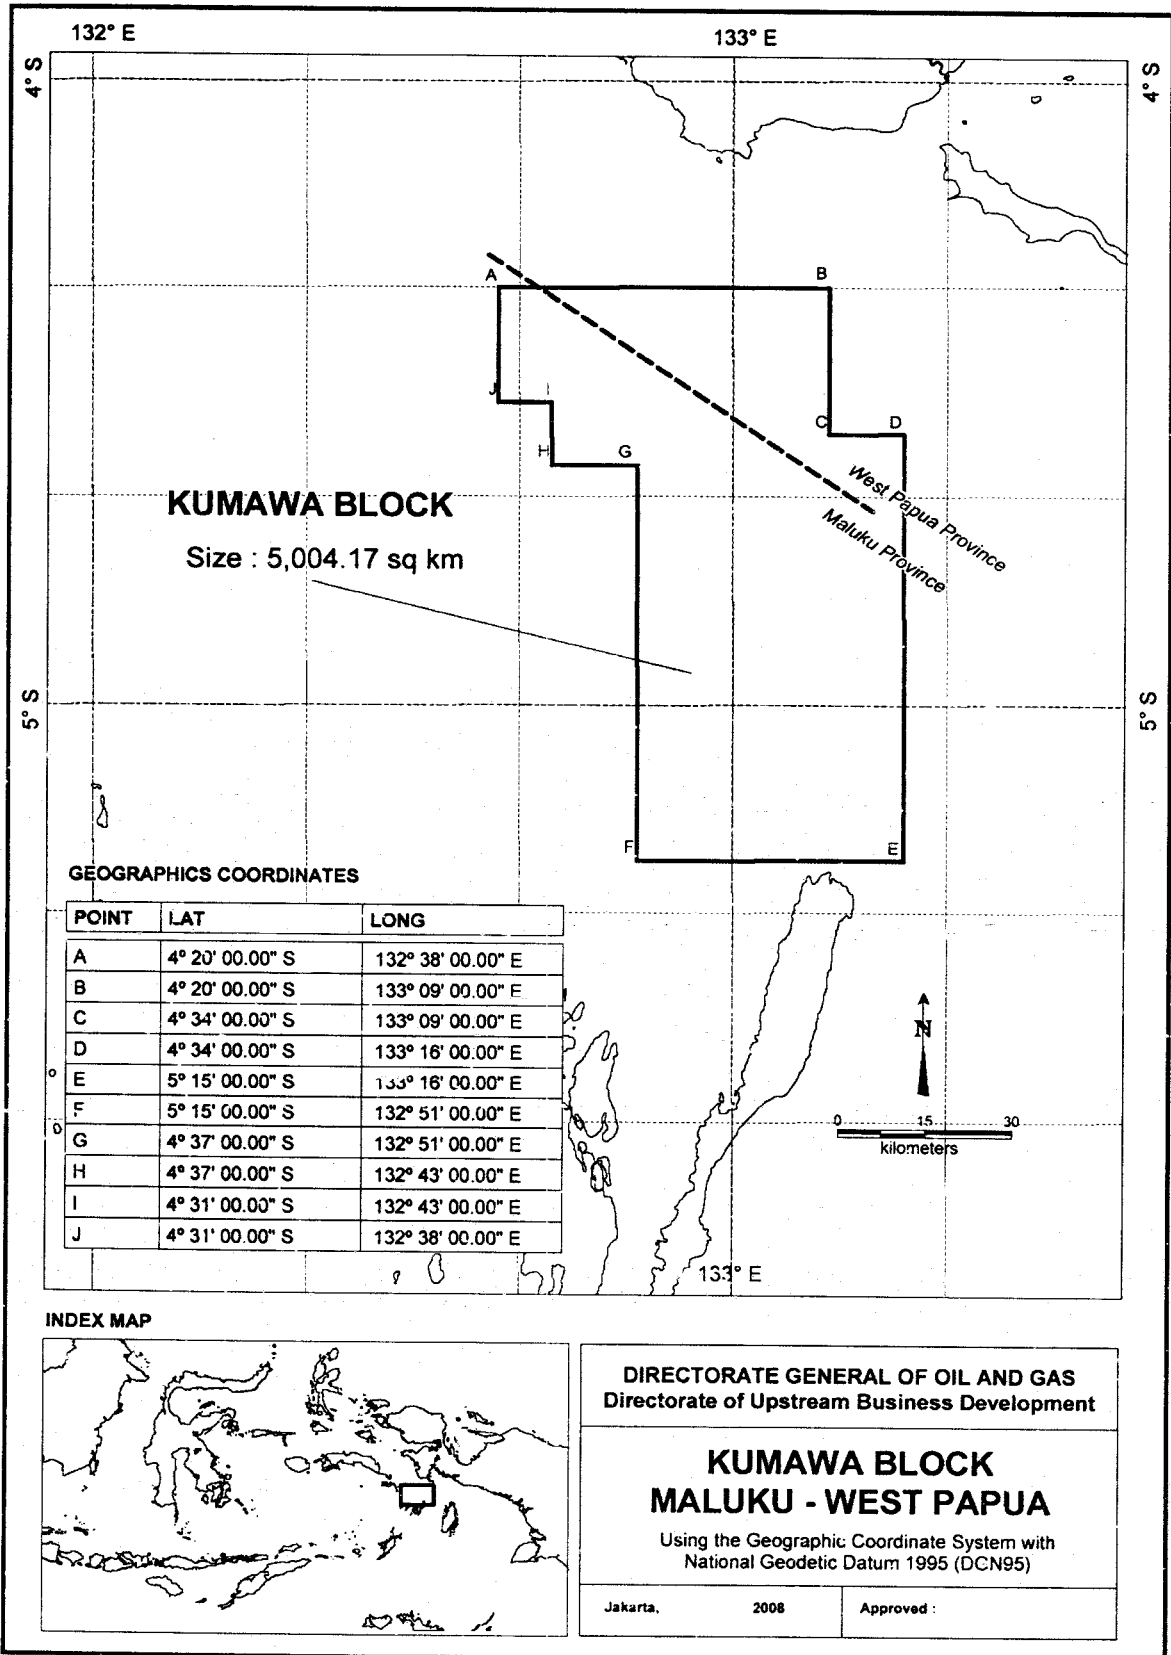 132° E
133° E
4° S
4° S
A
B
J
I
C
D
H
G
West Papua Province
Maluku Province
KUMAWA BLOCK
Size : 5,004.17 sq km
5° S
5° S
F
E
GEOGRAPHICS COORDINATES
POINT LAT LONG
A 4° 20' 00.00" S 132° 38' 00.00" E
B 4° 20' 00.00" S 133° 09' 00.00" E
C 4° 34' 00.00" S 133° 09' 00.00" E
D 4° 34' 00.00" S 133° 16' 00.00" E
E 5° 15' 00.00" S 133° 16' 00.00" E
F 5° 15' 00.00" S 132° 51' 00.00" E
G 4° 37' 00.00" S 132° 51' 00.00" E
H 4° 37' 00.00" S 132° 43' 00.00" E
I 4° 31' 00.00" S 132° 43' 00.00" E
J 4° 31' 00.00" S 132° 38' 00.00" E
N
0 15 30
kilometers
133° E
INDEX MAP
DIRECTORATE GENERAL OF OIL AND GAS
Directorate of Upstream Business Development
KUMAWA BLOCK
MALUKU - WEST PAPUA
Using the Geographic Coordinate System with
National Geodetic Datum 1995 (DGN95)
Jakarta, 2008 Approved :